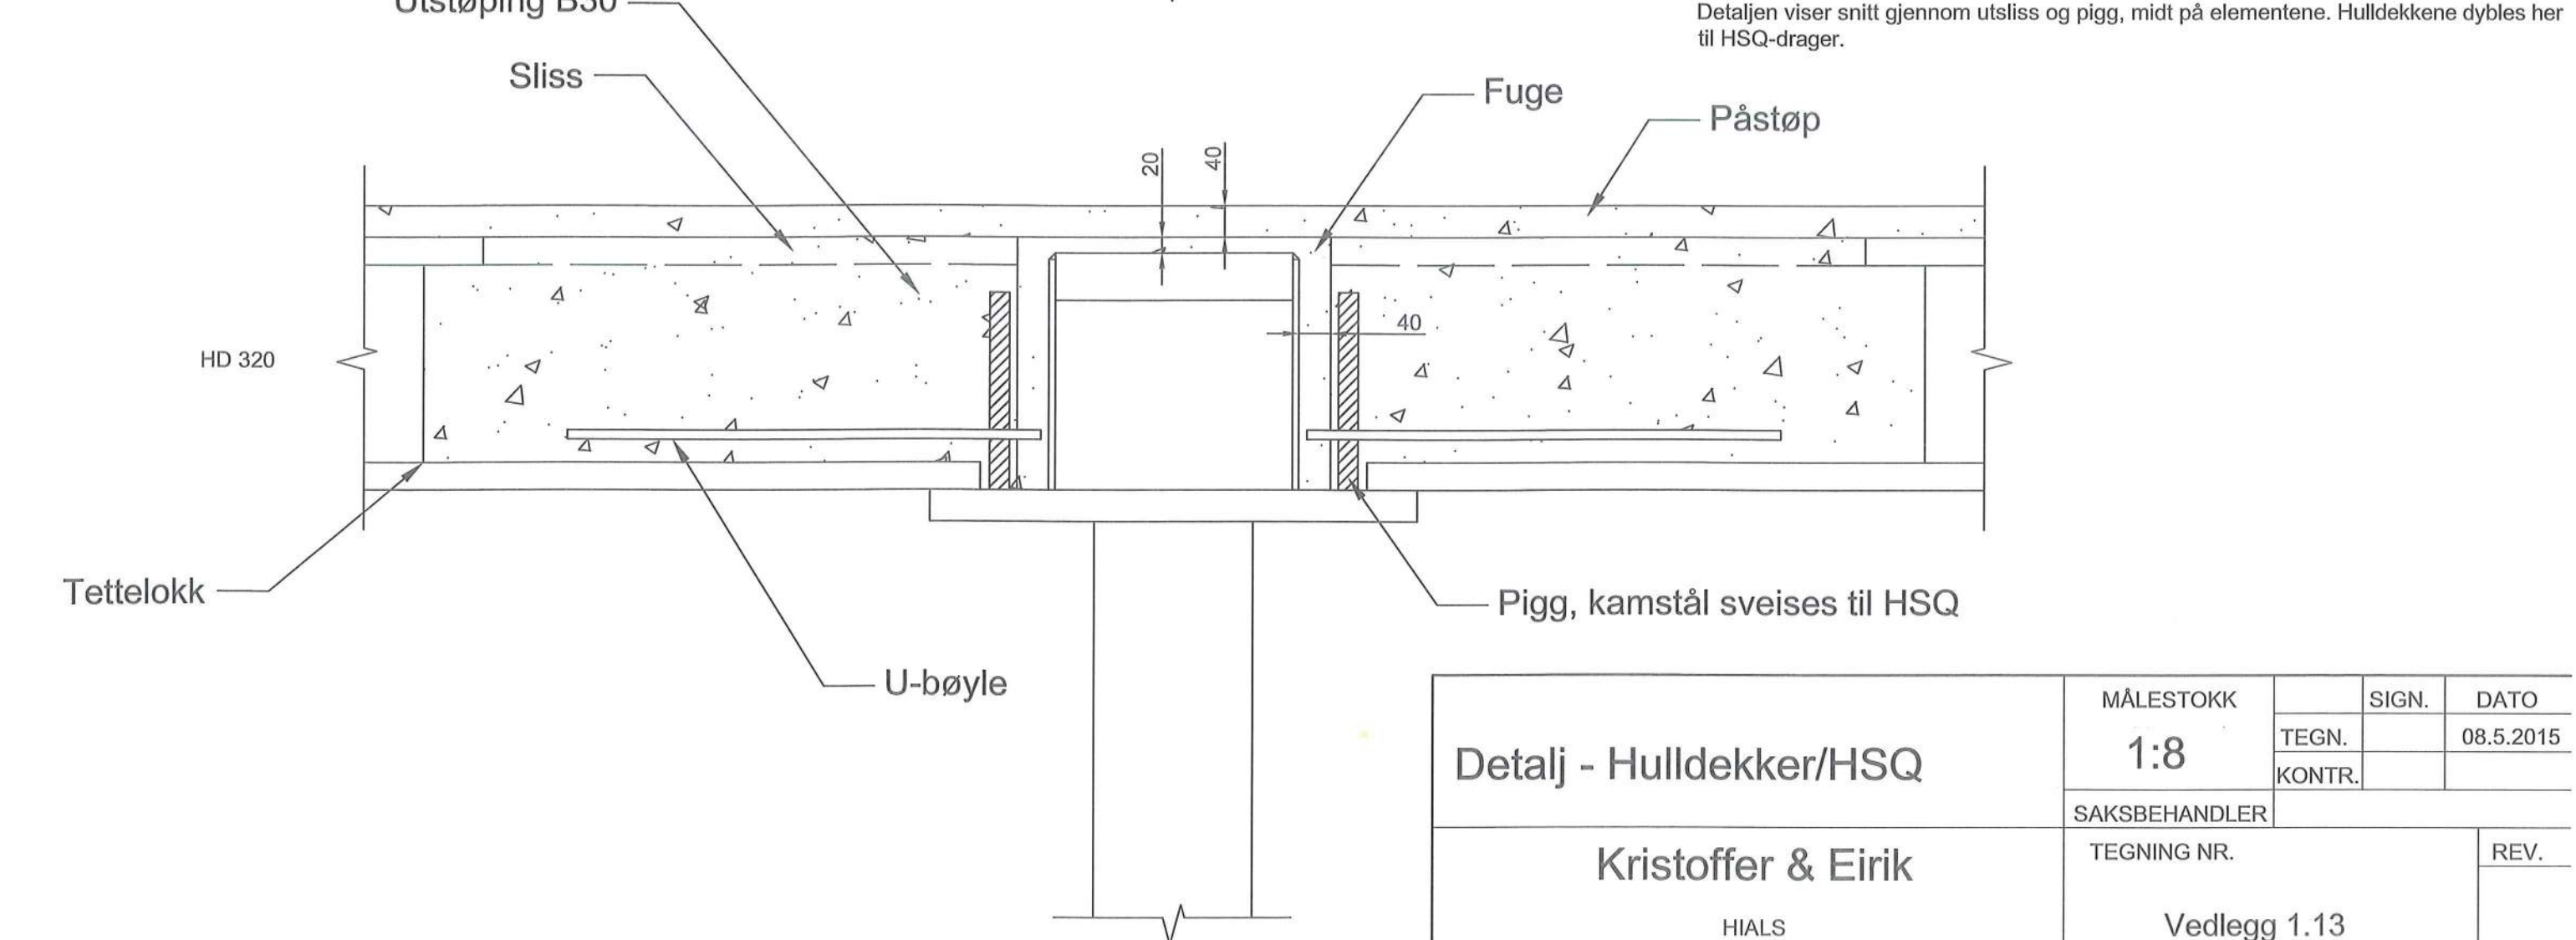 Utstøping B30
Detaljen viser snitt gjennom utsliss og pigg, midt på elementene. Hulldekkene dybles her
til HSQ-drager.
Sliss
Fuge
Påstøp
20
40
40
HD 320
Tettelokk
Pigg, kamstål sveises til HSQ
U-bøyle
Detalj - Hulldekker/HSQ
MÅLESTOKK
1:8
SIGN.
DATO
TEGN.
08.5.2015
KONTR.
SAKSBEHANDLER
Kristoffer & Eirik
HIALS
TEGNING NR.
REV.
Vedlegg 1.13